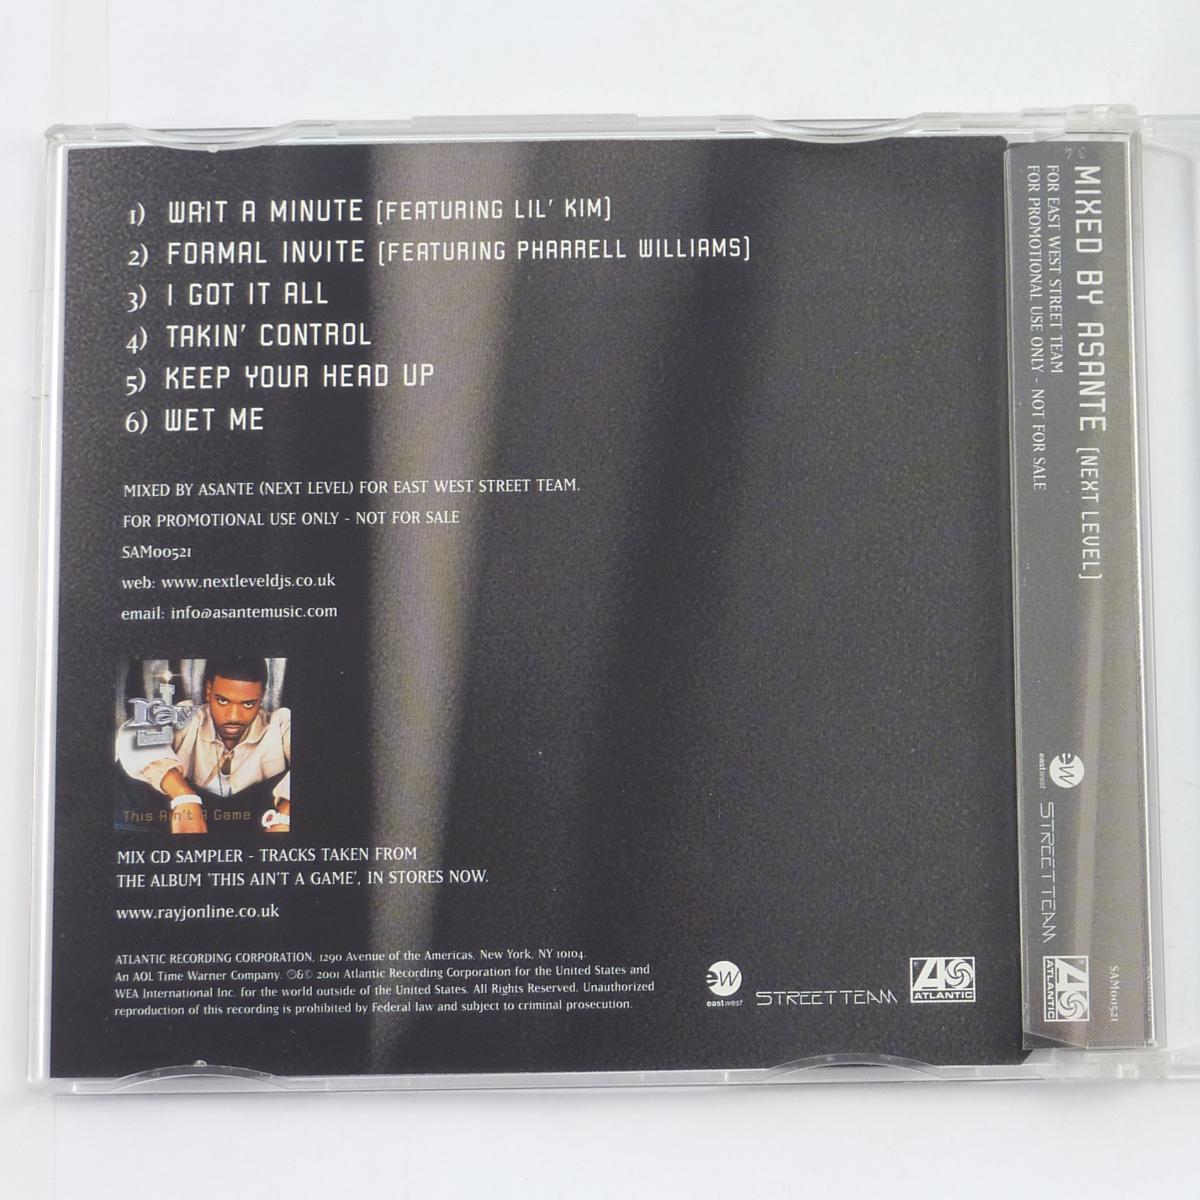 1) WAIT A MINUTE [FEATURING LIL' KIM]
2) FORMAL INVITE [FEATURING PHARRELL WILLIAMS]
3) I GOT IT ALL
4) TAKIN' CONTROL
5) KEEP YOUR HEAD UP
6) WET ME
MIXED BY ASANTE (NEXT LEVEL) FOR EAST WEST STREET TEAM.
FOR PROMOTIONAL USE ONLY - NOT FOR SALE
SAM00521
web: www.nextleveldjs.co.uk
email: info@asantemusic.com
ray J
This Ain't A Game
MIX CD SAMPLER - TRACKS TAKEN FROM
THE ALBUM 'THIS AIN'T A GAME', IN STORES NOW.
www.rayjonline.co.uk
ATLANTIC RECORDING CORPORATION, 1290 Avenue of the Americas, New York, NY 10104.
An AOL Time Warner Company. ℗&© 2001 Atlantic Recording Corporation for the United States and
WEA International Inc. for the world outside of the United States. All Rights Reserved. Unauthorized
reproduction of this recording is prohibited by Federal law and subject to criminal prosecution.
ew
eastwest
STREET TEAM
A
ATLANTIC
MIXED BY ASANTE [NEXT LEVEL]
FOR EAST WEST STREET TEAM
FOR PROMOTIONAL USE ONLY - NOT FOR SALE
ew
eastwest
STREET TEAM
A
ATLANTIC
SAM00521